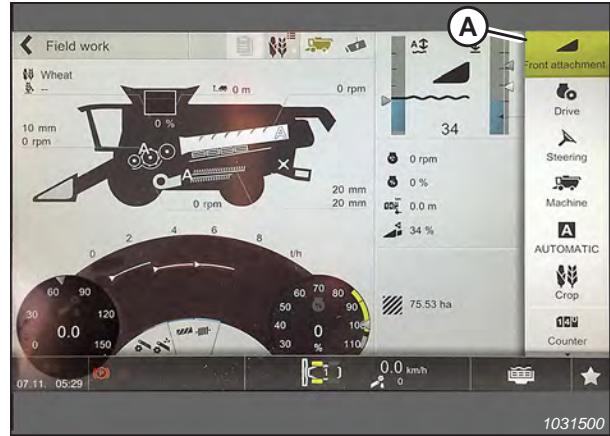 A
Field work
Front attachment
Wheat
--
0 m
0 rpm
0 %
10 mm
0 rpm
A
A
A
20 mm
20 mm
0 rpm
34
Drive
0 rpm
Steering
0 %
0.0 m
Machine
34 %
A
AUTOMATIC
0 2 4 6 8 t/h
Crop
75.53 ha
Counter
0 30 60 90 120 150
0.0
30 40 50 60 70 80 90 100 110
0
%
07.11. 05:29
1
0.0 km/h
0
1031500